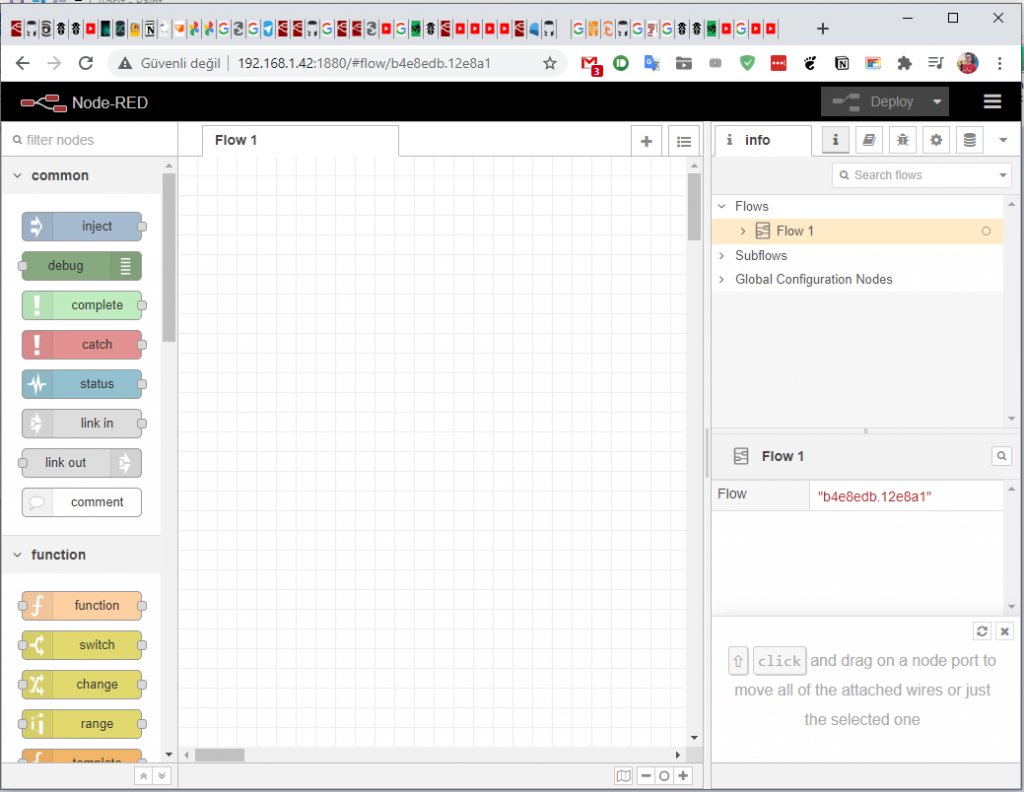 Güvenli değil
192.168.1.42:1880/#flow/b4e8edb.12e8a1
3
Node-RED
Deploy
filter nodes
Flow 1
info
Search flows
common
inject
debug
complete
catch
status
link in
link out
comment
function
function
switch
change
range
template
Flows
Flow 1
Subflows
Global Configuration Nodes
Flow 1
Flow
"b4e8edb.12e8a1"
⇧ click and drag on a node port to
move all of the attached wires or just
the selected one